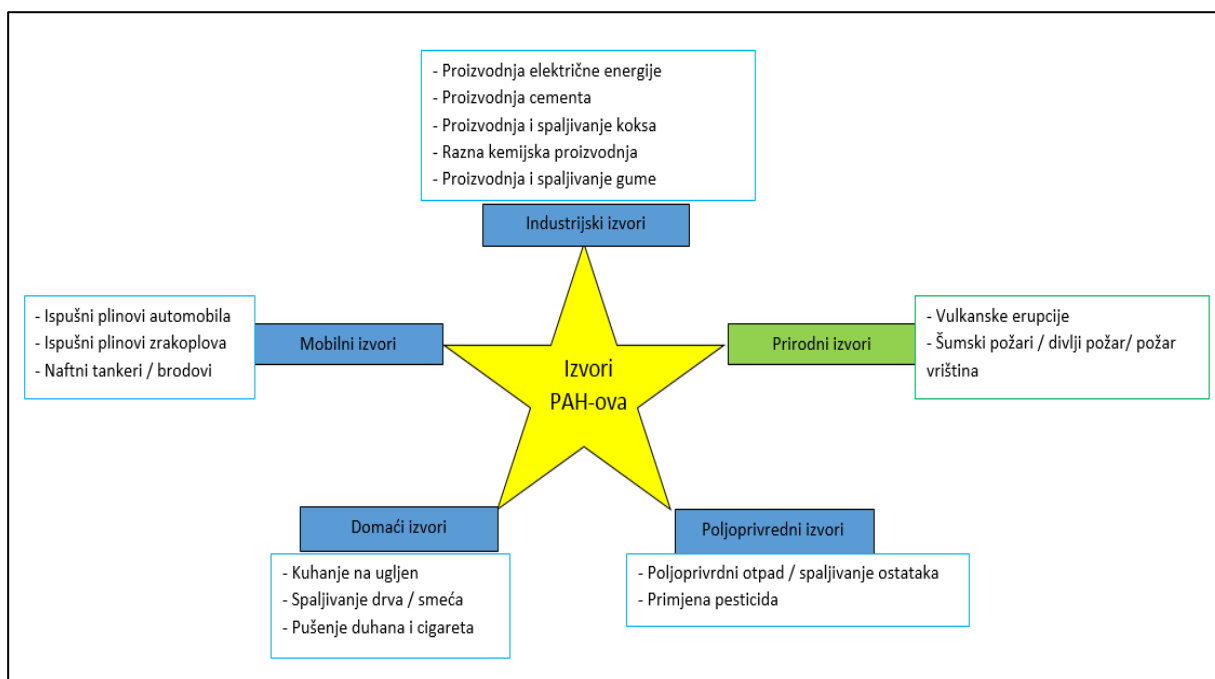 - Proizvodnja električne energije
- Proizvodnja cementa
- Proizvodnja i spaljivanje koksa
- Razna kemijska proizvodnja
- Proizvodnja i spaljivanje gume
Industrijski izvori
- Ispušni plinovi automobila
- Ispušni plinovi zrakoplova
- Naftni tankeri / brodovi
Mobilni izvori
Izvori
PAH-ova
Prirodni izvori
- Vulkanske erupcije
- Šumski požari / divlji požar/ požar
vriština
Domaći izvori
- Kuhanje na ugljen
- Spaljivanje drva / smeća
- Pušenje duhana i cigareta
Poljoprivredni izvori
- Poljoprivrdni otpad / spaljivanje ostataka
- Primjena pesticida